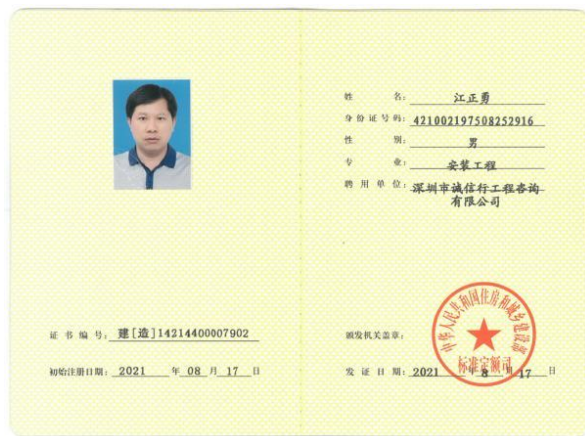 姓 名: 江正勇
身份证号码: 421002197508252916
性 别: 男
专 业: 安装工程
聘用单位: 深圳市诚信行工程咨询
有限公司
证书编号: 建[造]14214400007902
初始注册日期: 2021 年 08 月 17 日
颁发机关盖章:
中华人民共和国住房和城乡建设部
标准定额司
发证日期: 2021 年 8 月 17 日